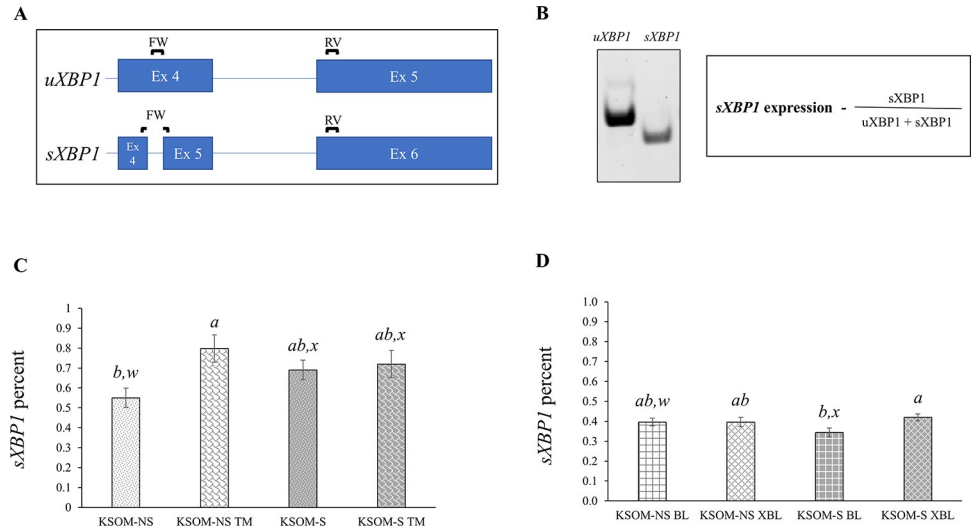 A
FW
RV
uXBP1
Ex 4
Ex 5
FW
RV
sXBP1
Ex
4
Ex 5
Ex 6
B
uXBP1 sXBP1
sXBP1 expression -
sXBP1
uXBP1 + sXBP1
C
sXBP1 percent
1
0.9
0.8
0.7
0.6
0.5
0.4
0.3
0.2
0.1
0
b,w
a
ab,x
ab,x
KSOM-NS KSOM-NS TM KSOM-S KSOM-S TM
D
sXBP1 percent
1.0
0.9
0.8
0.7
0.6
0.5
0.4
0.3
0.2
0.1
0.0
ab,w
ab
b,x
a
KSOM-NS BL KSOM-NS XBL KSOM-S BL KSOM-S XBL